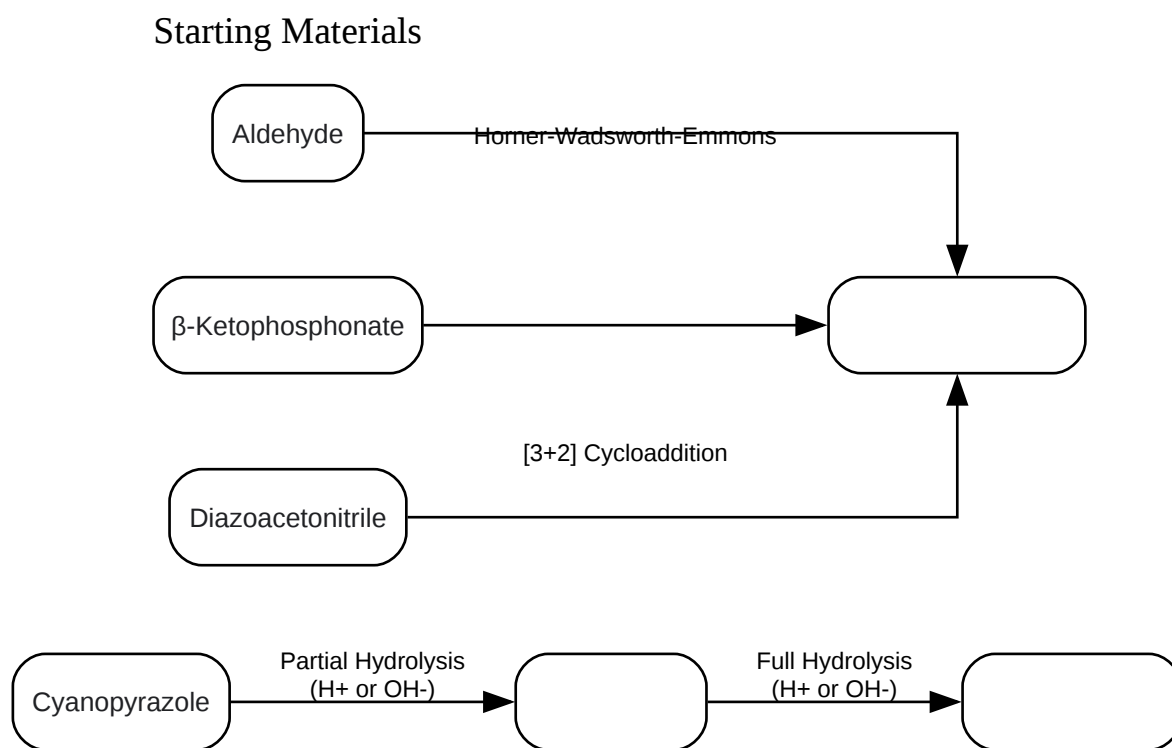 Starting Materials
Aldehyde
Horner-Wadsworth-Emmons
β-Ketophosphonate
[3+2] Cycloaddition
Diazoacetonitrile
Cyanopyrazole
Partial Hydrolysis
(H+ or OH-)
Full Hydrolysis
(H+ or OH-)